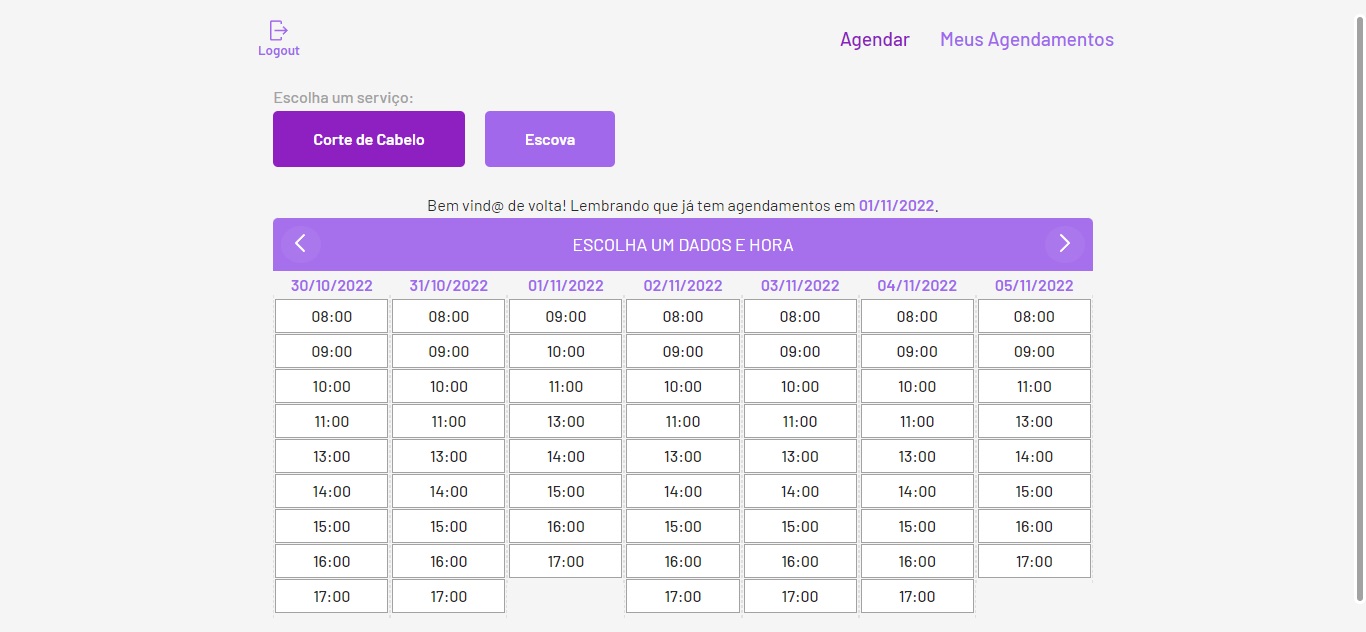 Logout
Agendar Meus Agendamentos
Escolha um serviço:
Corte de Cabelo Escova
Bem vind@ de volta! Lembrando que já tem agendamentos em 01/11/2022.
ESCOLHA UM DADOS E HORA
30/10/2022 31/10/2022 01/11/2022 02/11/2022 03/11/2022 04/11/2022 05/11/2022
08:00 08:00 09:00 08:00 08:00 08:00 08:00
09:00 09:00 10:00 09:00 09:00 09:00 09:00
10:00 10:00 11:00 10:00 10:00 10:00 11:00
11:00 11:00 13:00 11:00 11:00 11:00 13:00
13:00 13:00 14:00 13:00 13:00 13:00 14:00
14:00 14:00 15:00 14:00 14:00 14:00 15:00
15:00 15:00 16:00 15:00 15:00 15:00 16:00
16:00 16:00 17:00 16:00 16:00 16:00 17:00
17:00 17:00 17:00 17:00 17:00